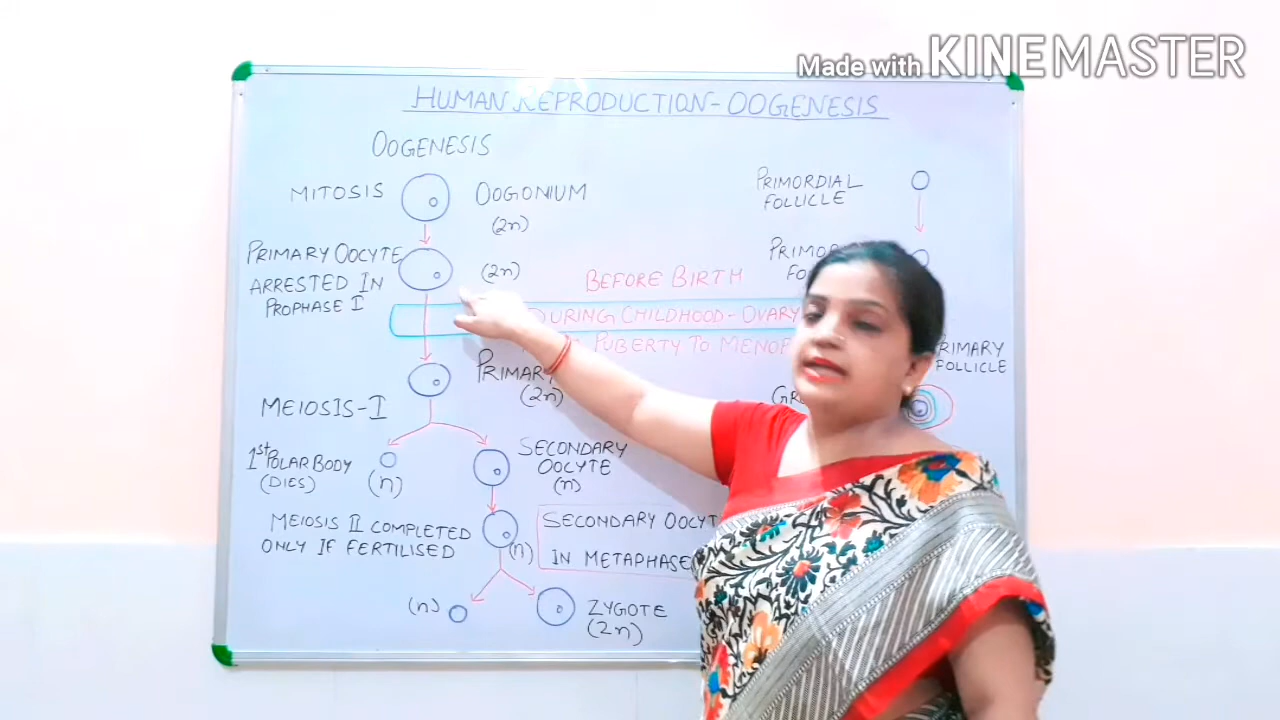 Made with KINEMASTER
HUMAN REPRODUCTION-OOGENESIS
OOGENESIS
MITOSIS
OOGONIUM
(2n)
PRIMARY OOCYTE
ARRESTED IN
PROPHASE I
(2n)
BEFORE BIRTH
DURING CHILDHOOD-OVARY
PUBERTY TO
PRIMARY
(2n)
MEIOSIS-I
1st POLAR BODY
(DIES)
(n)
SECONDARY
OOCYTE
(n)
MEIOSIS II COMPLETED
ONLY IF FERTILISED
(n)
SECONDARY
IN METAPHASE
(n)
ZYGOTE
(2n)
PRIMORDIAL
FOLLICLE
PRIMARY
FOLLICLE